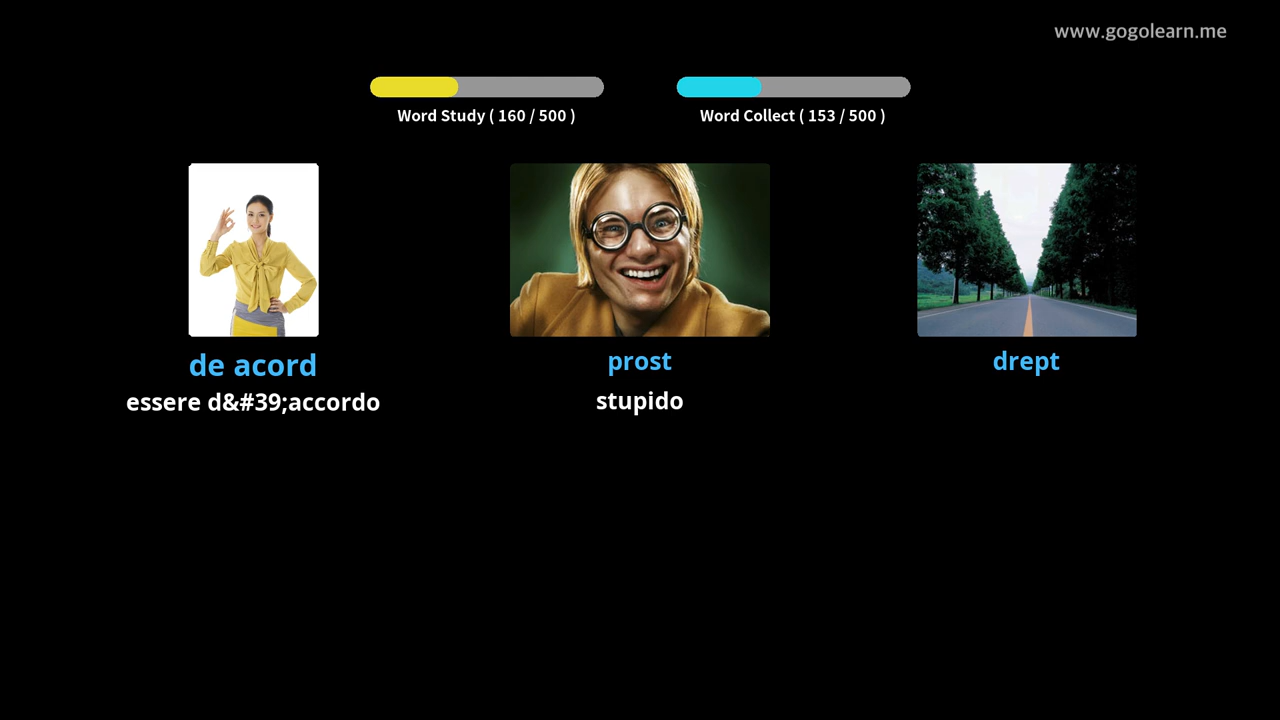 www.gogolearn.me
Word Study ( 160 / 500 )
Word Collect ( 153 / 500 )
de acord
prost
drept
essere d&#39;accordo
stupido